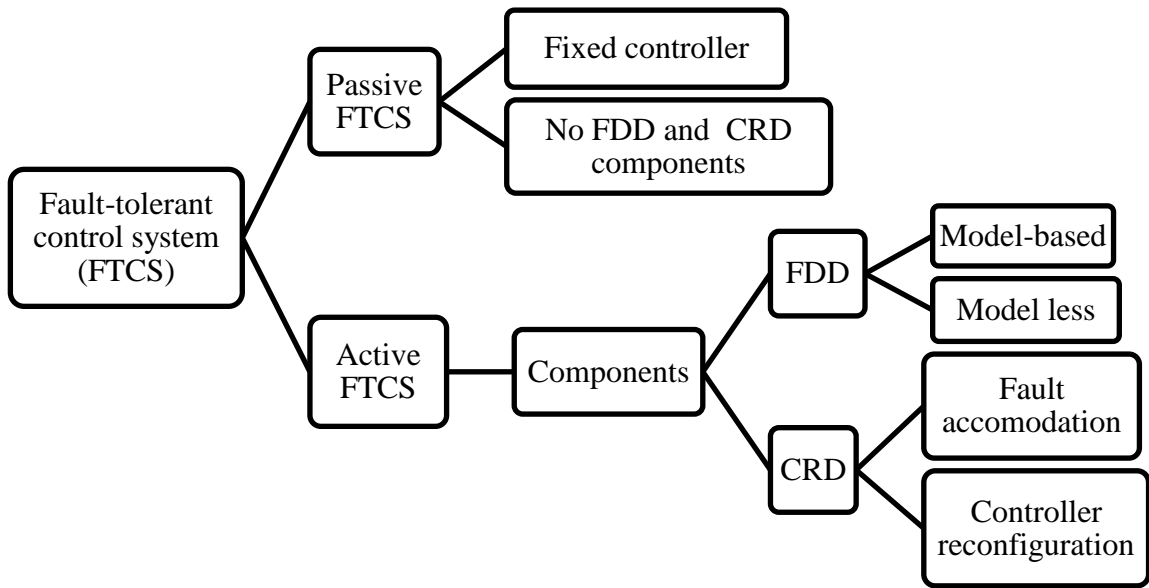 Fault-tolerant
control system
(FTCS)
Passive
FTCS
Fixed controller
No FDD and CRD
components
Active
FTCS
Components
FDD
Model-based
Model less
CRD
Fault
accomodation
Controller
reconfiguration